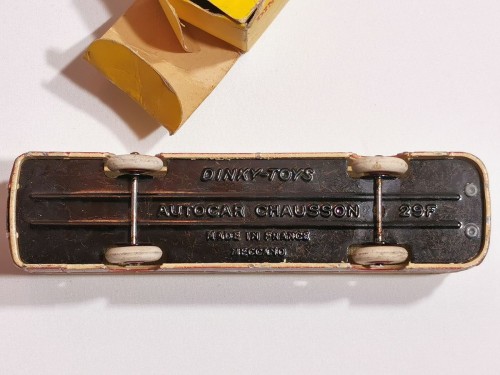 DINKY-TOYS
AUTOCAR CHAUSSON 29F
MADE IN FRANCE
MECCANO